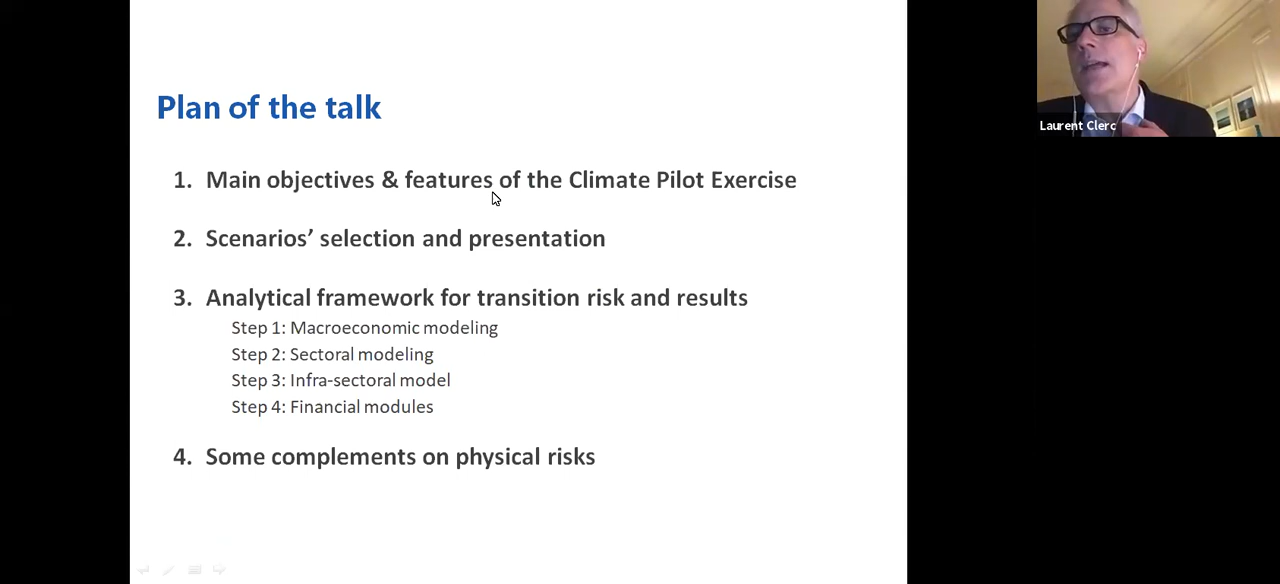 Plan of the talk
1. Main objectives & features of the Climate Pilot Exercise
2. Scenarios’ selection and presentation
3. Analytical framework for transition risk and results
Step 1: Macroeconomic modeling
Step 2: Sectoral modeling
Step 3: Infra-sectoral model
Step 4: Financial modules
4. Some complements on physical risks
Laurent Clerc